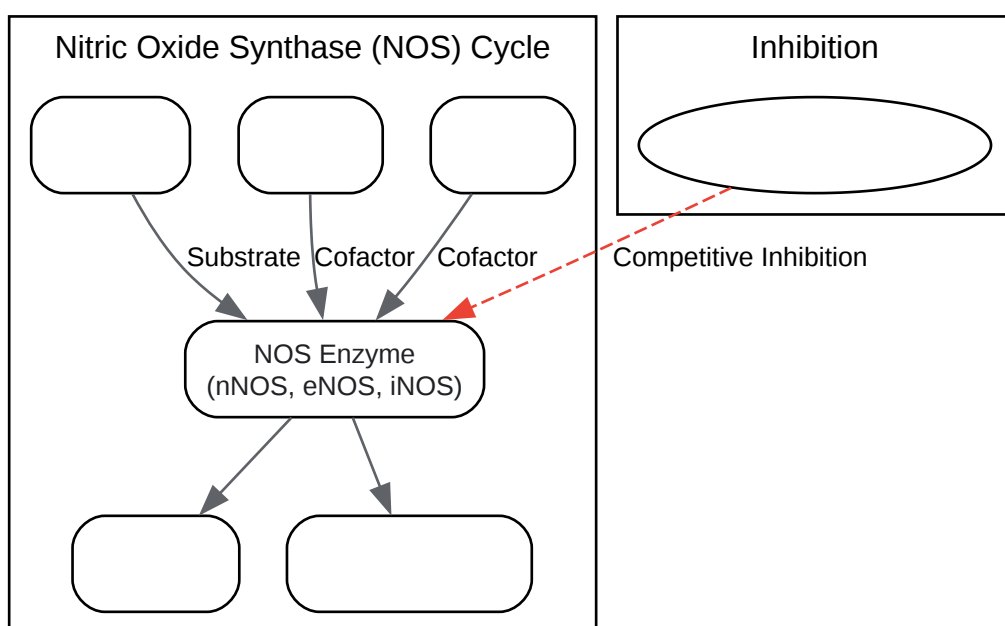 Nitric Oxide Synthase (NOS) Cycle
Inhibition
Substrate
Cofactor
Cofactor
Competitive Inhibition
NOS Enzyme
(nNOS, eNOS, iNOS)